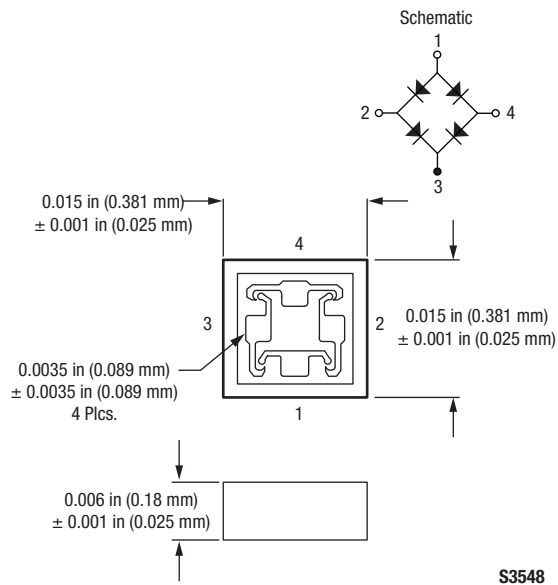 Schematic
1
2
4
3
0.015 in (0.381 mm)
± 0.001 in (0.025 mm)
4
3
2
0.015 in (0.381 mm)
± 0.001 in (0.025 mm)
0.0035 in (0.089 mm)
± 0.0035 in (0.089 mm)
4 Plcs.
1
0.006 in (0.18 mm)
± 0.001 in (0.025 mm)
S3548